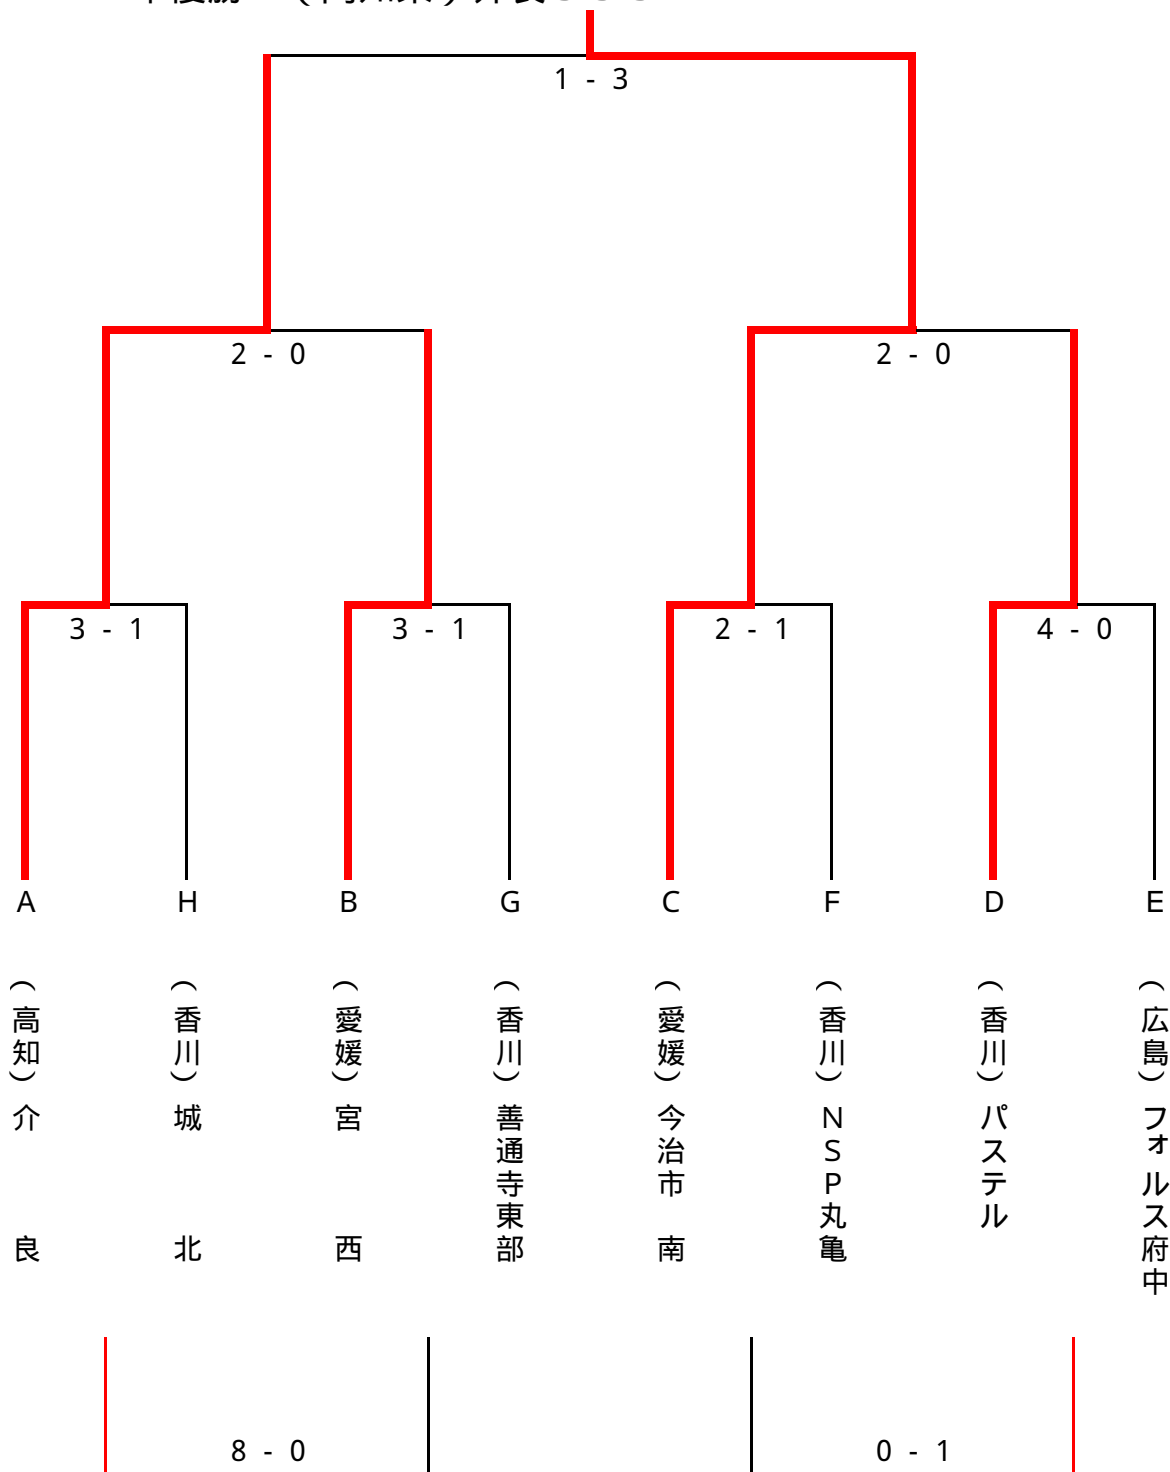 1 - 3
2 - 0
2 - 0
3 - 1
3 - 1
2 - 1
4 - 0
A
H
B
G
C
F
D
E
(高知)介 良
(香川)城 北
(愛媛)宮 西
(香川)善通寺東部
(愛媛)今治市 南
(香川)NSP丸亀
(香川)パステル
(広島)フォルス府中
8 - 0
0 - 1